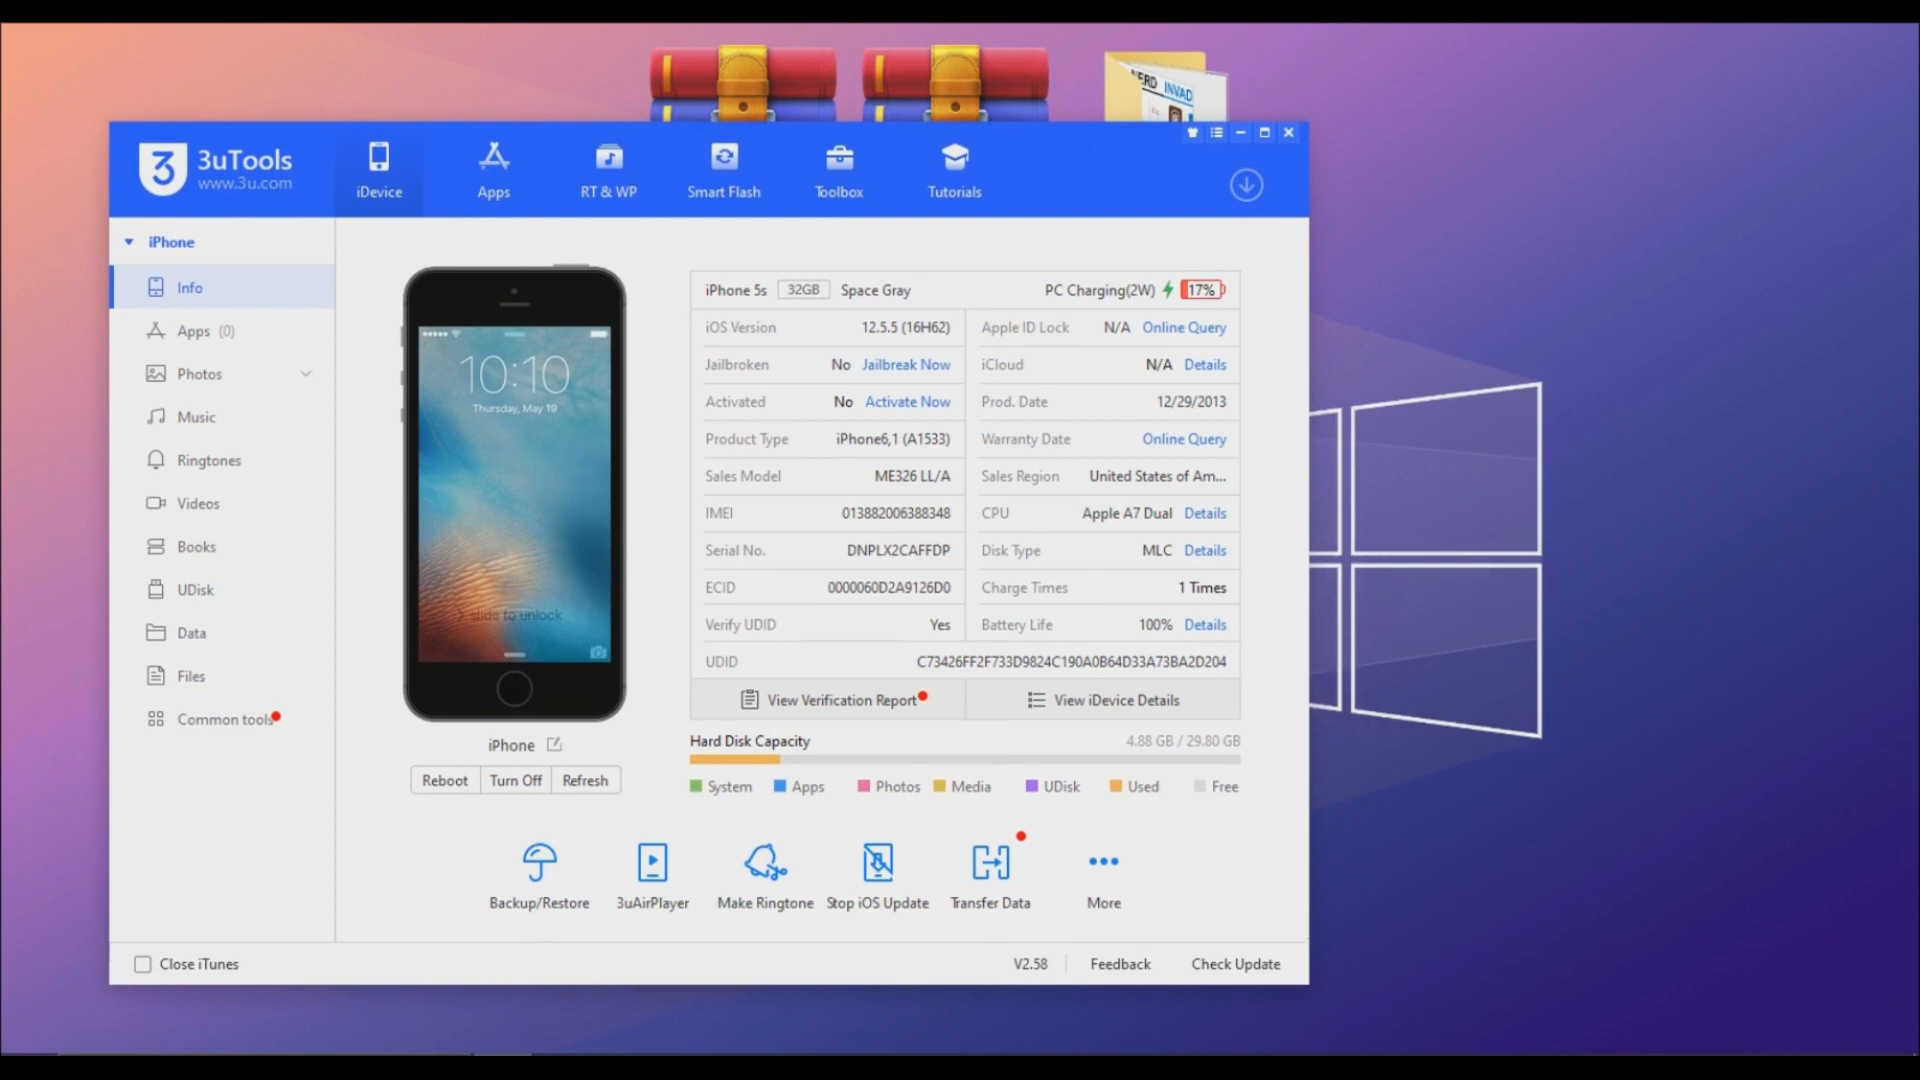 ERD INVAD
3uTools
www.3u.com
iDevice
Apps
RT & WP
Smart Flash
Toolbox
Tutorials
iPhone
Info
Apps (0)
Photos
Music
Ringtones
Videos
Books
UDisk
Data
Files
Common tools
10:10
Thursday, May 19
slide to unlock
iPhone
Reboot Turn Off Refresh
iPhone 5s 32GB Space Gray PC Charging(2W) 17%
iOS Version 12.5.5 (16H62) Apple ID Lock N/A Online Query
Jailbroken No Jailbreak Now iCloud N/A Details
Activated No Activate Now Prod. Date 12/29/2013
Product Type iPhone6,1 (A1533) Warranty Date Online Query
Sales Model ME326 LL/A Sales Region United States of Am...
IMEI 013882006388348 CPU Apple A7 Dual Details
Serial No. DNPLX2CAFFDP Disk Type MLC Details
ECID 0000060D2A9126D0 Charge Times 1 Times
Verify UDID Yes Battery Life 100% Details
UDID C73426FF2F733D9824C190A0B64D33A73BA2D204
View Verification Report View iDevice Details
Hard Disk Capacity 4.88 GB / 29.80 GB
System Apps Photos Media UDisk Used Free
Backup/Restore 3uAirPlayer Make Ringtone Stop iOS Update Transfer Data More
Close iTunes V2.58 Feedback Check Update